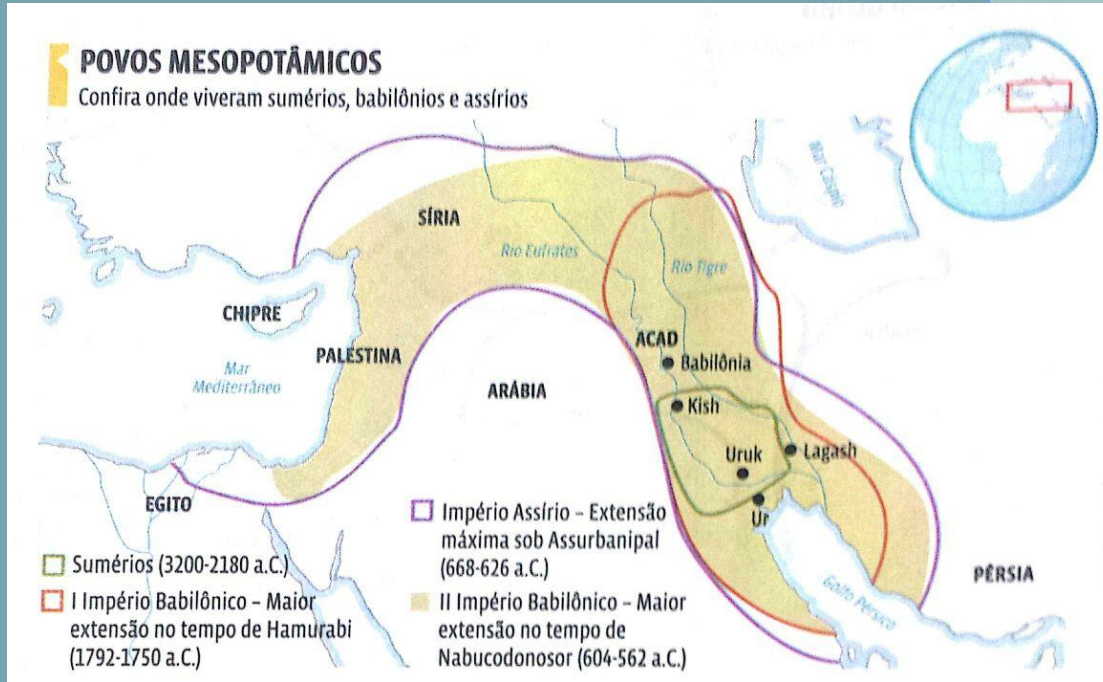 POVOS MESOPOTÂMICOS
Confira onde viveram sumérios, babilônios e assírios
Mar Cáspio
SÍRIA
Rio Eufrates
Rio Tigre
CHIPRE
ACAD
Babilônia
PALESTINA
Mar
Mediterrâneo
ARÁBIA
Kish
Uruk
Lagash
Ur
EGITO
Golfo Pérsico
PÉRSIA
Sumérios (3200-2180 a.C.)
I Império Babilônico – Maior
extensão no tempo de Hamurabi
(1792-1750 a.C.)
Império Assírio – Extensão
máxima sob Assurbanipal
(668-626 a.C.)
II Império Babilônico – Maior
extensão no tempo de
Nabucodonosor (604-562 a.C.)